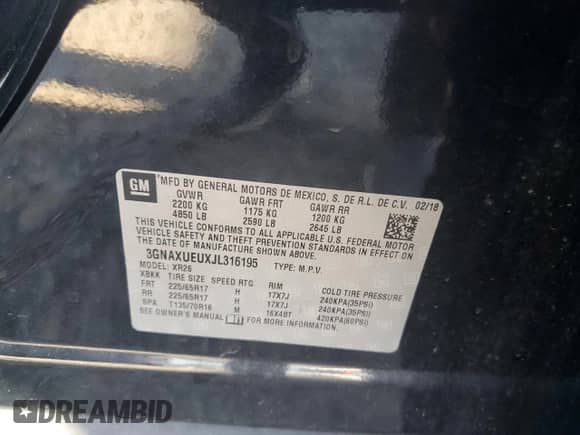 GM
*MFD BY GENERAL MOTORS DE MEXICO, S. DE R.L. DE C.V. 02/18
GVWR GAWR FRT GAWR RR
2200 KG 1175 KG 1200 KG
4850 LB 2590 LB 2645 LB
THIS VEHICLE CONFORMS TO ALL APPLICABLE U.S. FEDERAL MOTOR
VEHICLE SAFETY AND THEFT PREVENTION STANDARDS IN EFFECT ON
THE DATE OF MANUFACTURE SHOWN ABOVE.
3GNAXUEUXJL316195 TYPE: M.P.V.
MODEL: XR26
XBKK TIRE SIZE SPEED RTG RIM COLD TIRE PRESSURE
FRT 225/65R17 H 17X7J 240KPA(35PSI)
RR 225/65R17 H 17X7J 240KPA(35PSI)
SPA T135/70R16 M 16X4BT 420KPA(60PSI)
SEE OWNER'S MANUAL FOR MORE INFORMATION.
DREAMBID